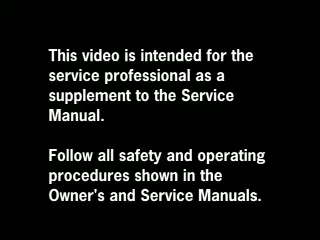 This video is intended for the
service professional as a
supplement to the Service
Manual.
Follow all safety and operating
procedures shown in the
Owner's and Service Manuals.